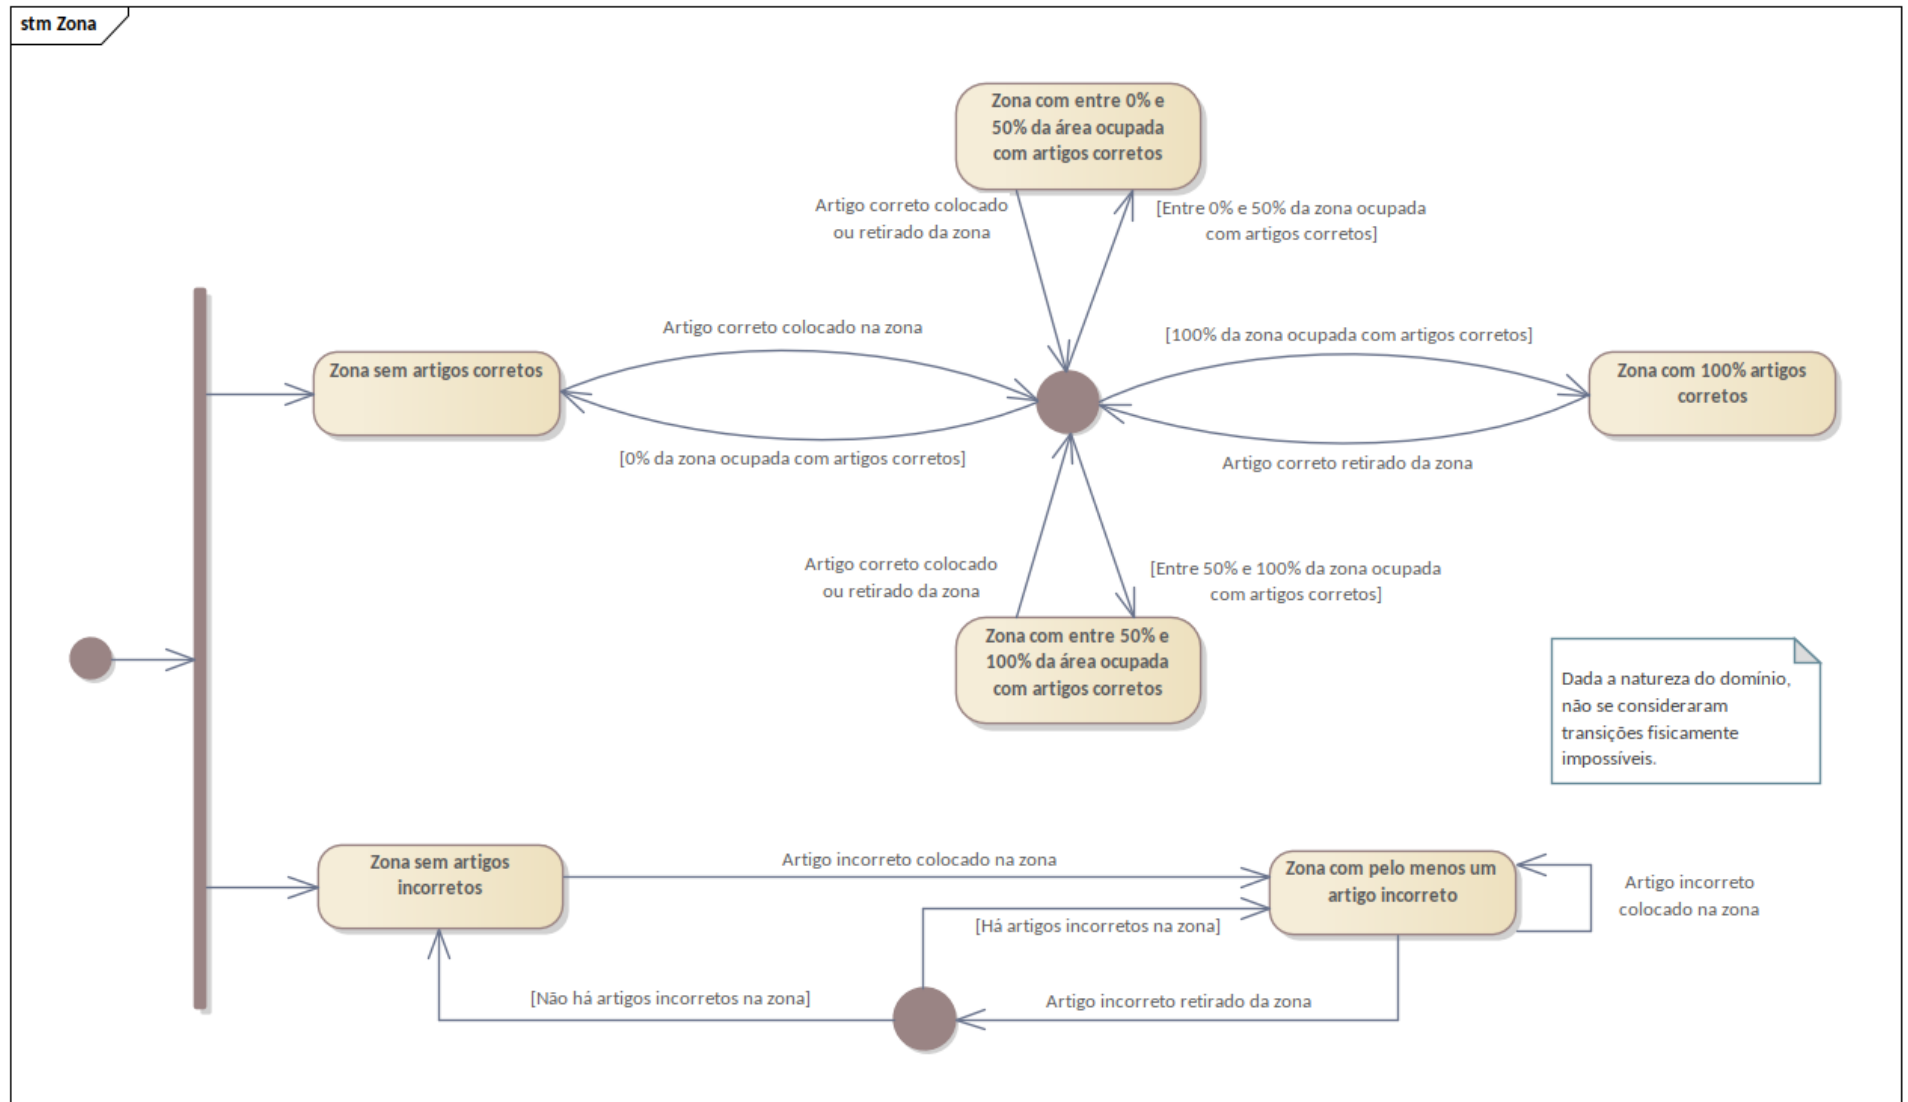 stm Zona
Zona com entre 0% e
50% da área ocupada
com artigos corretos
Artigo correto colocado
ou retirado da zona
[Entre 0% e 50% da zona ocupada
com artigos corretos]
Artigo correto colocado na zona
[100% da zona ocupada com artigos corretos]
Zona sem artigos corretos
Zona com 100% artigos
corretos
[0% da zona ocupada com artigos corretos]
Artigo correto retirado da zona
Artigo correto colocado
ou retirado da zona
[Entre 50% e 100% da zona ocupada
com artigos corretos]
Zona com entre 50% e
100% da área ocupada
com artigos corretos
Dada a natureza do domínio,
não se consideraram
transições fisicamente
impossíveis.
Zona sem artigos
incorretos
Artigo incorreto colocado na zona
Zona com pelo menos um
artigo incorreto
Artigo incorreto
colocado na zona
[Há artigos incorretos na zona]
[Não há artigos incorretos na zona]
Artigo incorreto retirado da zona